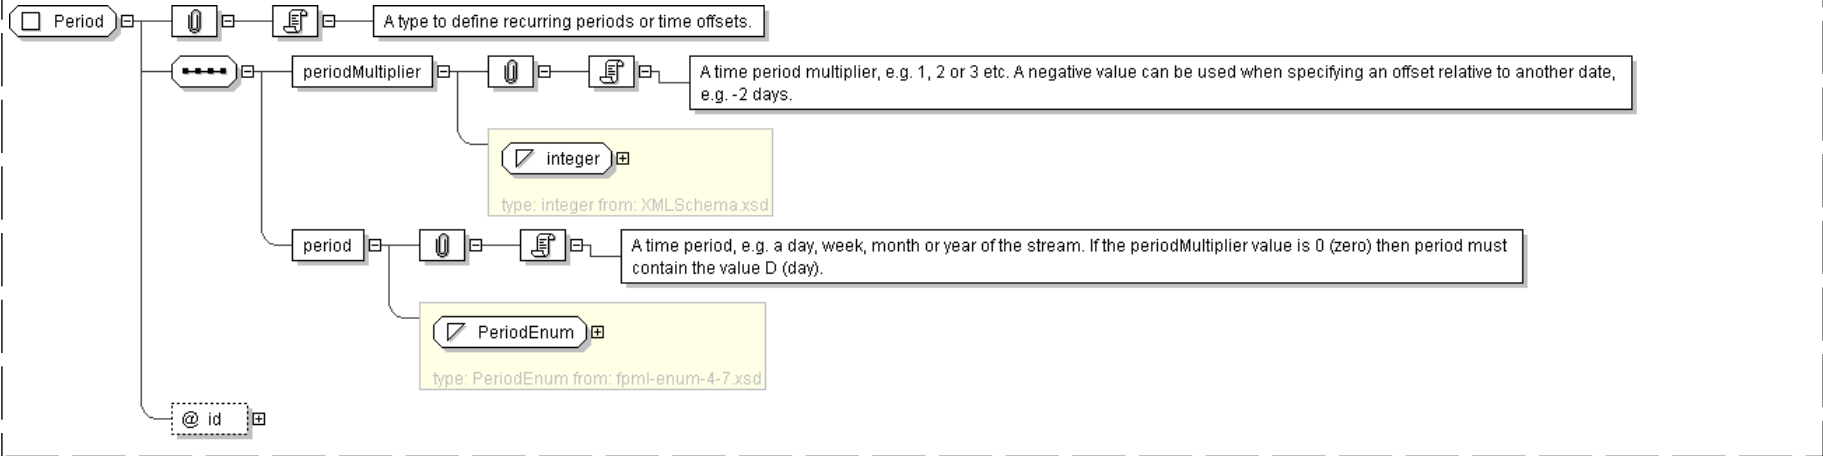 Period
A type to define recurring periods or time offsets.
periodMultiplier
A time period multiplier, e.g. 1, 2 or 3 etc. A negative value can be used when specifying an offset relative to another date,
e.g. -2 days.
integer
type: integer from: XMLSchema.xsd
period
A time period, e.g. a day, week, month or year of the stream. If the periodMultiplier value is 0 (zero) then period must
contain the value D (day).
PeriodEnum
type: PeriodEnum from: fpml-enum-4-7.xsd
@ id